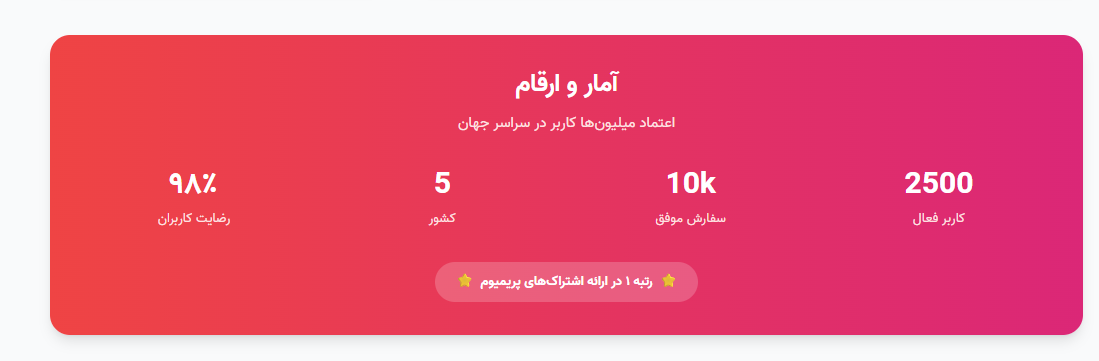 آمار و ارقام
اعتماد میلیون‌ها کاربر در سراسر جهان
2500
10k
5
۹۸٪
کاربر فعال
سفارش موفق
کشور
رضایت کاربران
⭐ رتبه ۱ در ارائه اشتراک‌های پریمیوم ⭐